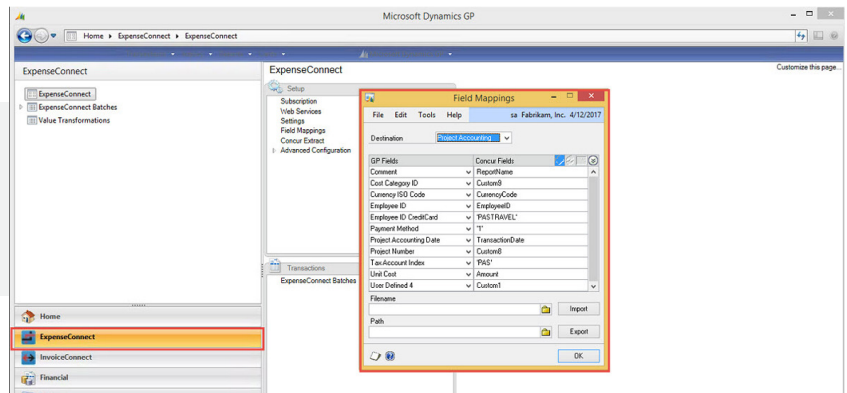 Microsoft Dynamics GP
Home ▸ ExpenseConnect ▸ ExpenseConnect
Customize this page...
ExpenseConnect
ExpenseConnect
ExpenseConnect Batches
Value Transformations
Home
ExpenseConnect
InvoiceConnect
Financial
ExpenseConnect
Setup
Subscription
Web Services
Settings
Field Mappings
Concur Extract
Advanced Configuration
Transactions
ExpenseConnect Batches
Field Mappings
File Edit Tools Help sa Fabrikam, Inc. 4/12/2017
Destination Project Accounting
GP Fields Concur Fields
Comment ReportName
Cost Category ID Custom9
Currency ISO Code CurrencyCode
Employee ID EmployeeID
Employee ID CreditCard 'PASTRAVEL'
Payment Method '1'
Project Accounting Date TransactionDate
Project Number Custom8
Tax Account Index 'PAS'
Unit Cost Amount
User Defined 4 Custom1
Filename
Import
Path
Export
OK